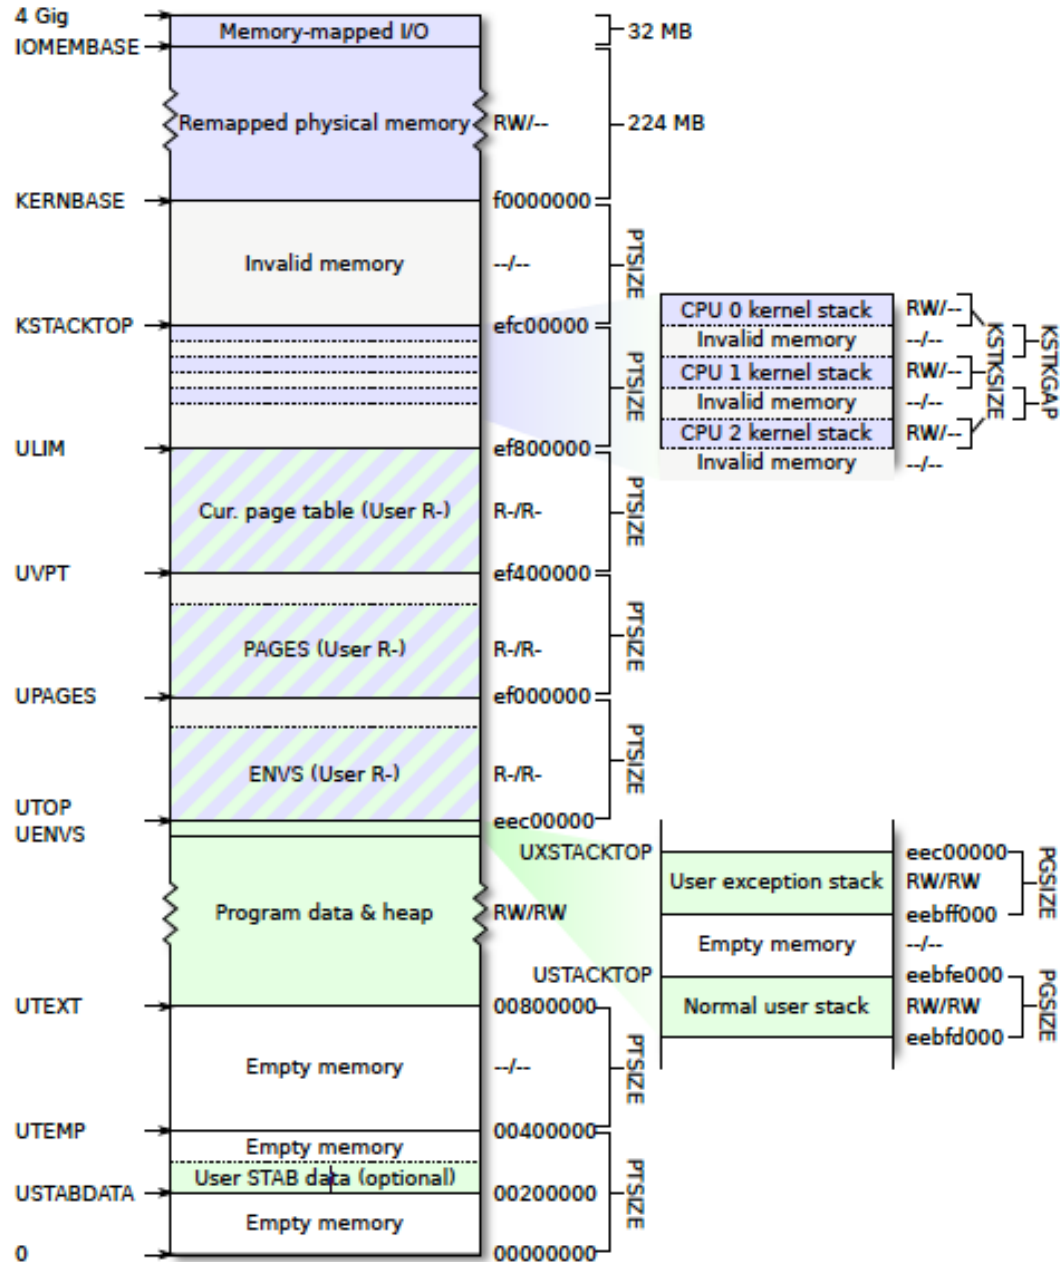 4 Gig
Memory-mapped I/O
32 MB
IOMEMBASE
Remapped physical memory
RW/--
224 MB
KERNBASE
f0000000
Invalid memory
--/--
PTSIZE
KSTACKTOP
efc00000
PTSIZE
CPU 0 kernel stack
RW/--
Invalid memory
--/--
CPU 1 kernel stack
RW/--
Invalid memory
--/--
CPU 2 kernel stack
RW/--
Invalid memory
--/--
KSTKSIZE
KSTKGAP
ULIM
ef800000
Cur. page table (User R-)
R-/R-
PTSIZE
UVPT
ef400000
PAGES (User R-)
R-/R-
PTSIZE
UPAGES
ef000000
ENVS (User R-)
R-/R-
PTSIZE
UTOP
UENVS
eec00000
Program data & heap
RW/RW
UXSTACKTOP
eec00000
User exception stack
RW/RW
PGSIZE
eebff000
Empty memory
--/--
USTACKTOP
eebfe000
Normal user stack
RW/RW
PGSIZE
eebfd000
UTEXT
00800000
Empty memory
--/--
PTSIZE
UTEMP
00400000
Empty memory
User STAB data (optional)
PTSIZE
USTABDATA
00200000
Empty memory
0
00000000